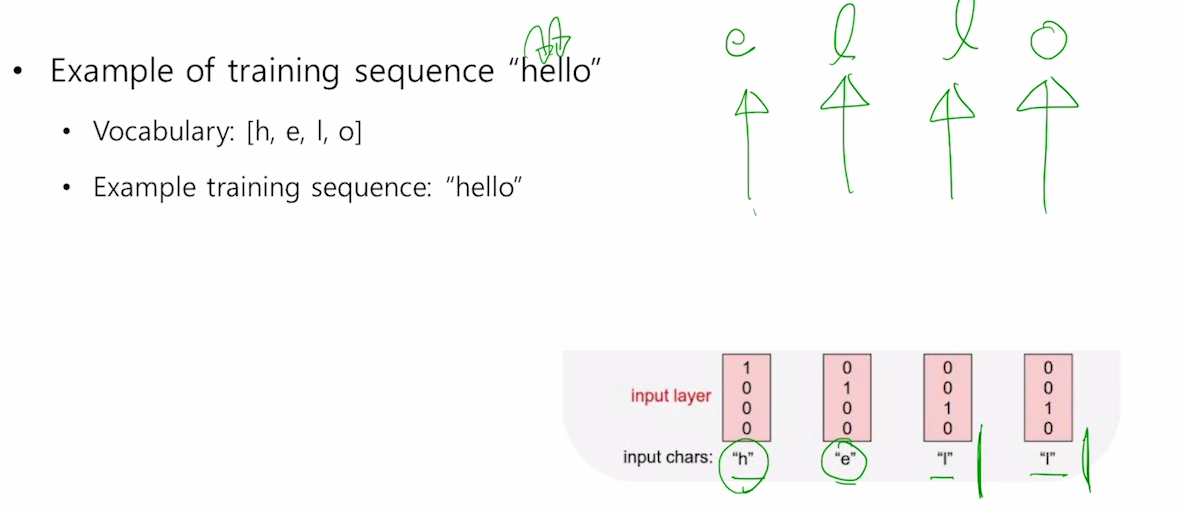 e l l o
• Example of training sequence “hello”
• Vocabulary: [h, e, l, o]
• Example training sequence: “hello”
1 0 0 0
0 1 0 0
input layer
0 0 1 1
0 0 0 0
input chars: “h” “e” “l” “l”